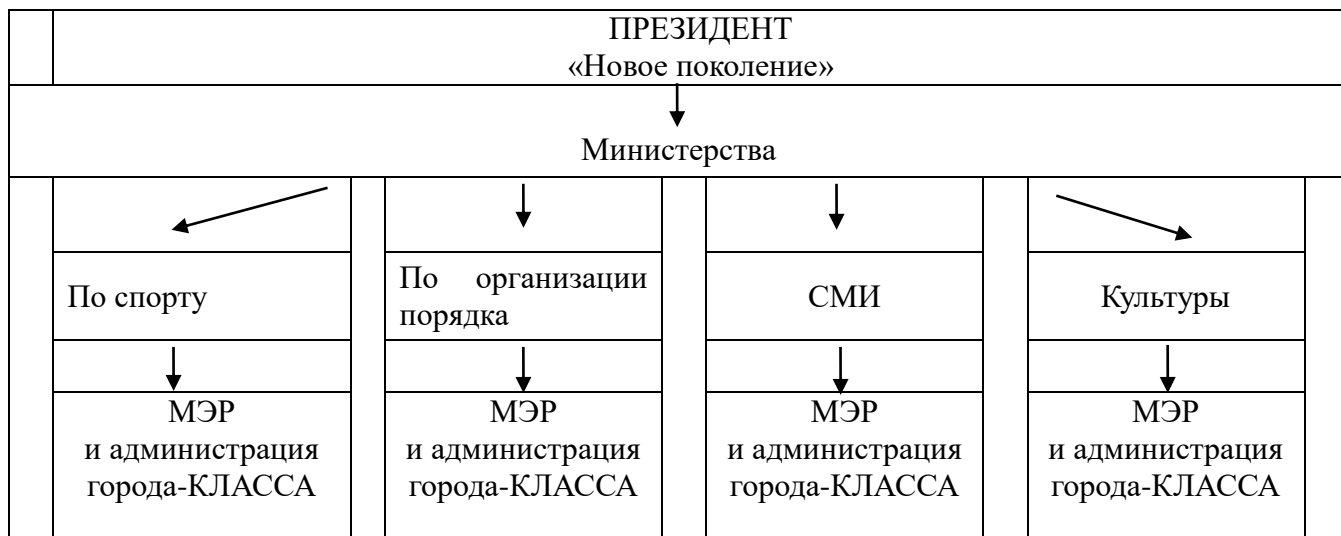 ПРЕЗИДЕНТ
«Новое поколение»
Министерства
По спорту
По организации
порядка
СМИ
Культуры
МЭР
и администрация
города-КЛАССА
МЭР
и администрация
города-КЛАССА
МЭР
и администрация
города-КЛАССА
МЭР
и администрация
города-КЛАССА